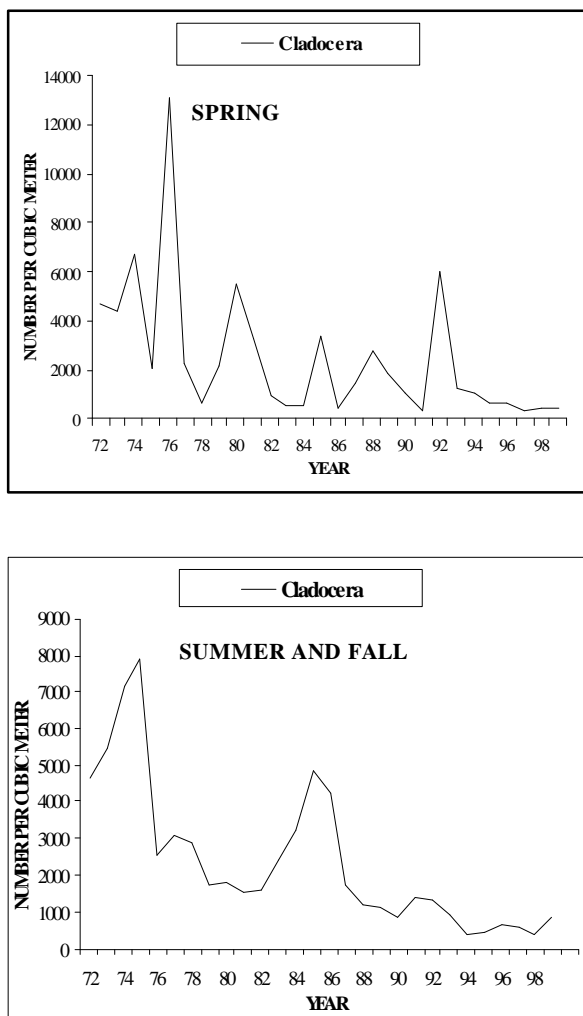 Cladocera
SPRING
NUMBER PER CUBIC METER
14000
12000
10000
8000
6000
4000
2000
0
72 74 76 78 80 82 84 86 88 90 92 94 96 98
YEAR
Cladocera
SUMMER AND FALL
NUMBER PER CUBIC METER
9000
8000
7000
6000
5000
4000
3000
2000
1000
0
72 74 76 78 80 82 84 86 88 90 92 94 96 98
YEAR